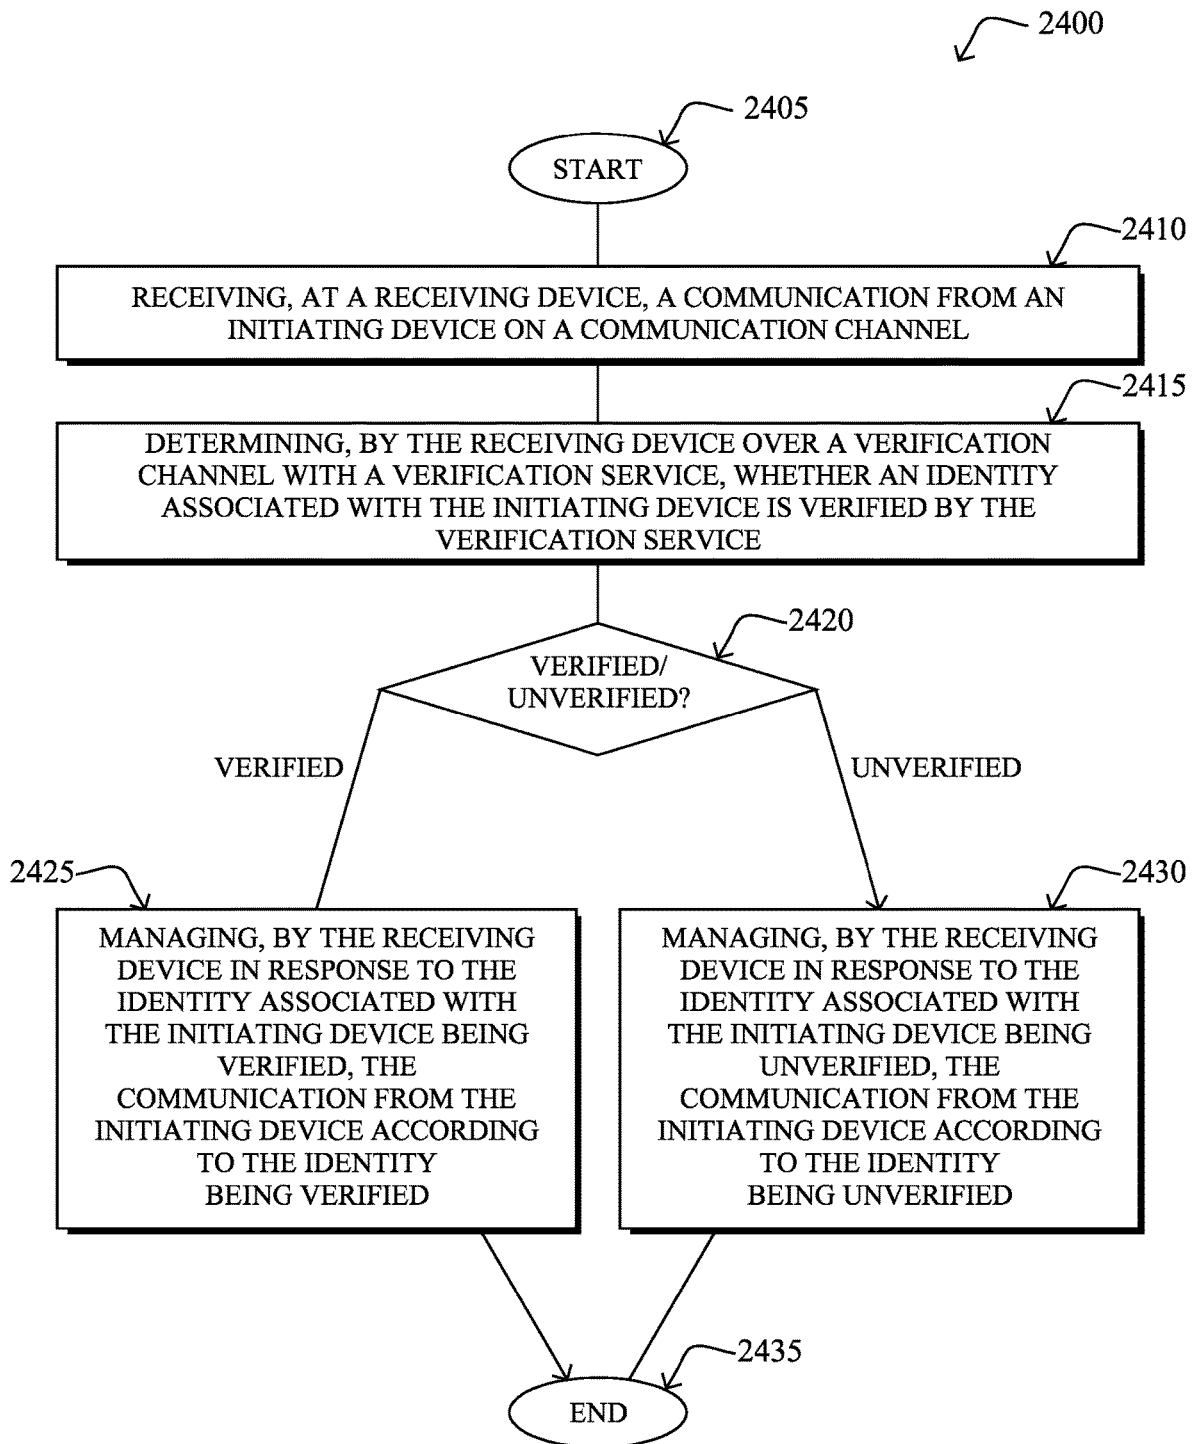 2400
2405
START
2410
RECEIVING, AT A RECEIVING DEVICE, A COMMUNICATION FROM AN
INITIATING DEVICE ON A COMMUNICATION CHANNEL
2415
DETERMINING, BY THE RECEIVING DEVICE OVER A VERIFICATION
CHANNEL WITH A VERIFICATION SERVICE, WHETHER AN IDENTITY
ASSOCIATED WITH THE INITIATING DEVICE IS VERIFIED BY THE
VERIFICATION SERVICE
2420
VERIFIED/
UNVERIFIED?
VERIFIED
UNVERIFIED
2425
MANAGING, BY THE RECEIVING
DEVICE IN RESPONSE TO THE
IDENTITY ASSOCIATED WITH
THE INITIATING DEVICE BEING
VERIFIED, THE
COMMUNICATION FROM THE
INITIATING DEVICE ACCORDING
TO THE IDENTITY
BEING VERIFIED
2430
MANAGING, BY THE RECEIVING
DEVICE IN RESPONSE TO THE
IDENTITY ASSOCIATED WITH
THE INITIATING DEVICE BEING
UNVERIFIED, THE
COMMUNICATION FROM THE
INITIATING DEVICE ACCORDING
TO THE IDENTITY
BEING UNVERIFIED
2435
END